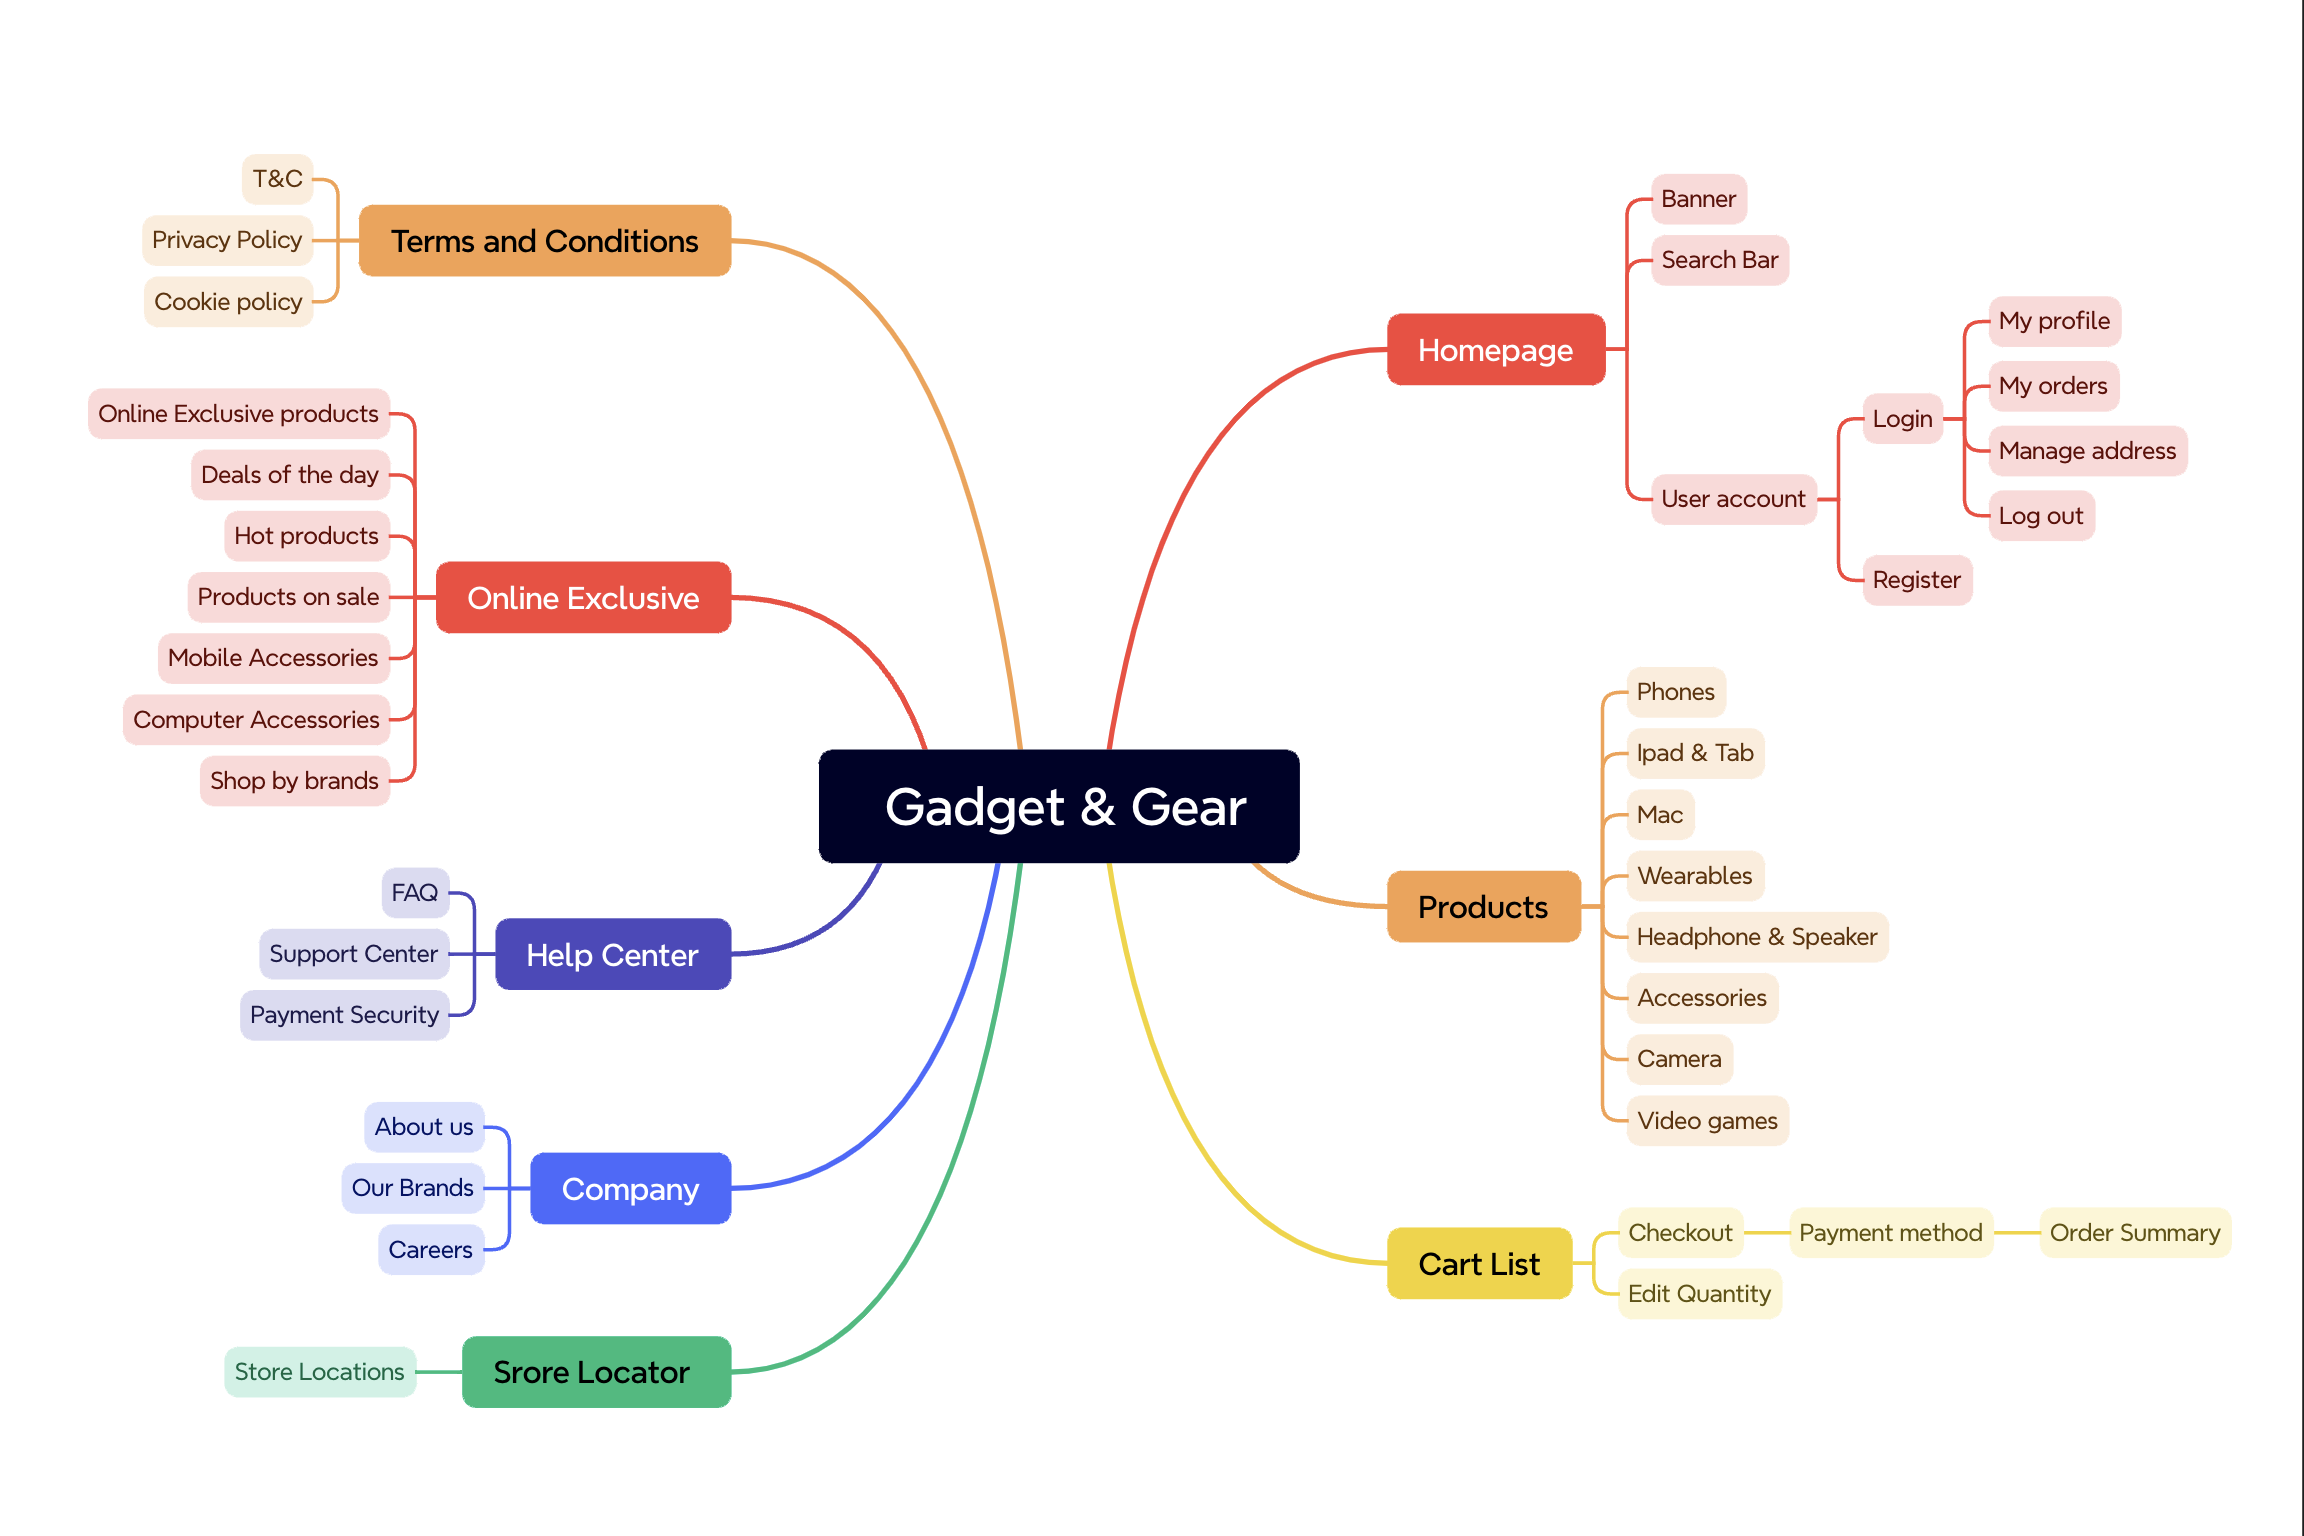 T&C
Privacy Policy
Cookie policy
Terms and Conditions
Online Exclusive products
Deals of the day
Hot products
Products on sale
Mobile Accessories
Computer Accessories
Shop by brands
Online Exclusive
FAQ
Support Center
Payment Security
Help Center
About us
Our Brands
Careers
Company
Store Locations
Srore Locator
Gadget & Gear
Homepage
Banner
Search Bar
User account
Login
My profile
My orders
Manage address
Log out
Register
Products
Phones
Ipad & Tab
Mac
Wearables
Headphone & Speaker
Accessories
Camera
Video games
Cart List
Checkout
Payment method
Order Summary
Edit Quantity